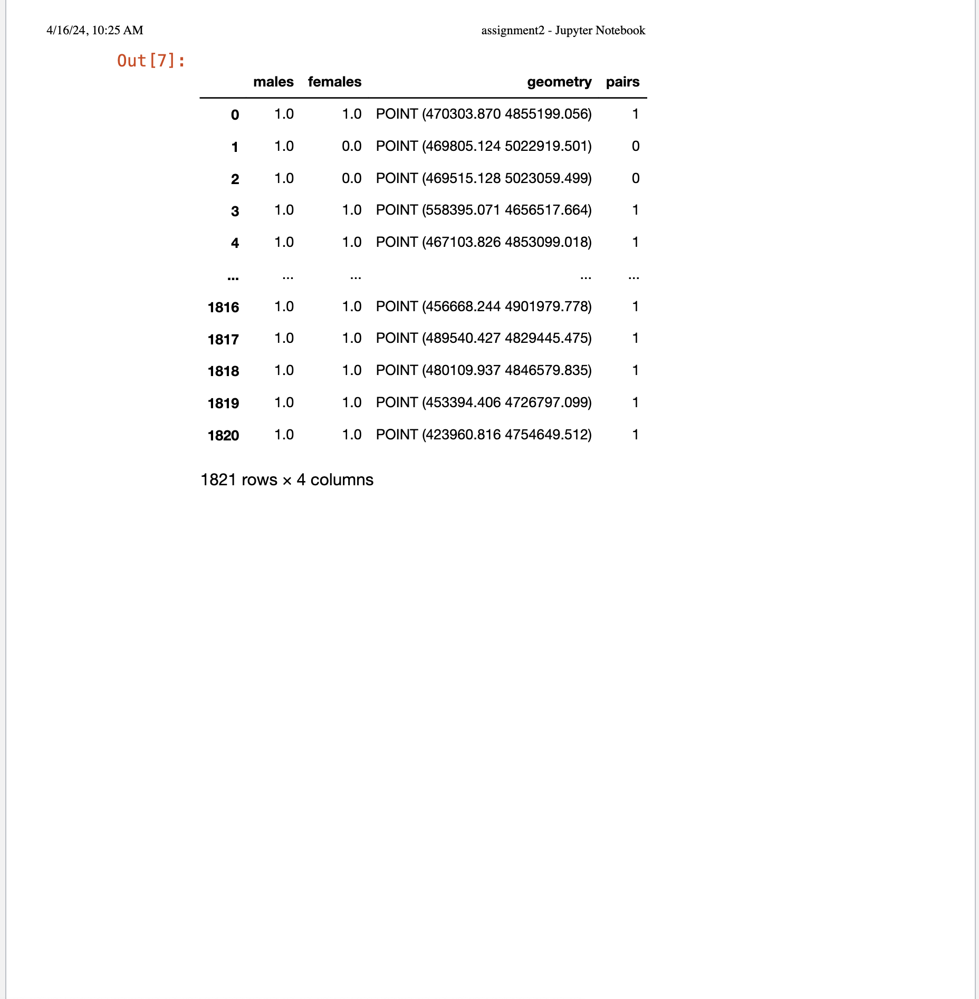 4/16/24, 10:25 AM assignment2 - Jupyter Notebook
Out[7]:
males females geometry pairs
0 1.0 1.0 POINT (470303.870 4855199.056) 1
1 1.0 0.0 POINT (469805.124 5022919.501) 0
2 1.0 0.0 POINT (469515.128 5023059.499) 0
3 1.0 1.0 POINT (558395.071 4656517.664) 1
4 1.0 1.0 POINT (467103.826 4853099.018) 1
... ... ... ... ...
1816 1.0 1.0 POINT (456668.244 4901979.778) 1
1817 1.0 1.0 POINT (489540.427 4829445.475) 1
1818 1.0 1.0 POINT (480109.937 4846579.835) 1
1819 1.0 1.0 POINT (453394.406 4726797.099) 1
1820 1.0 1.0 POINT (423960.816 4754649.512) 1
1821 rows × 4 columns